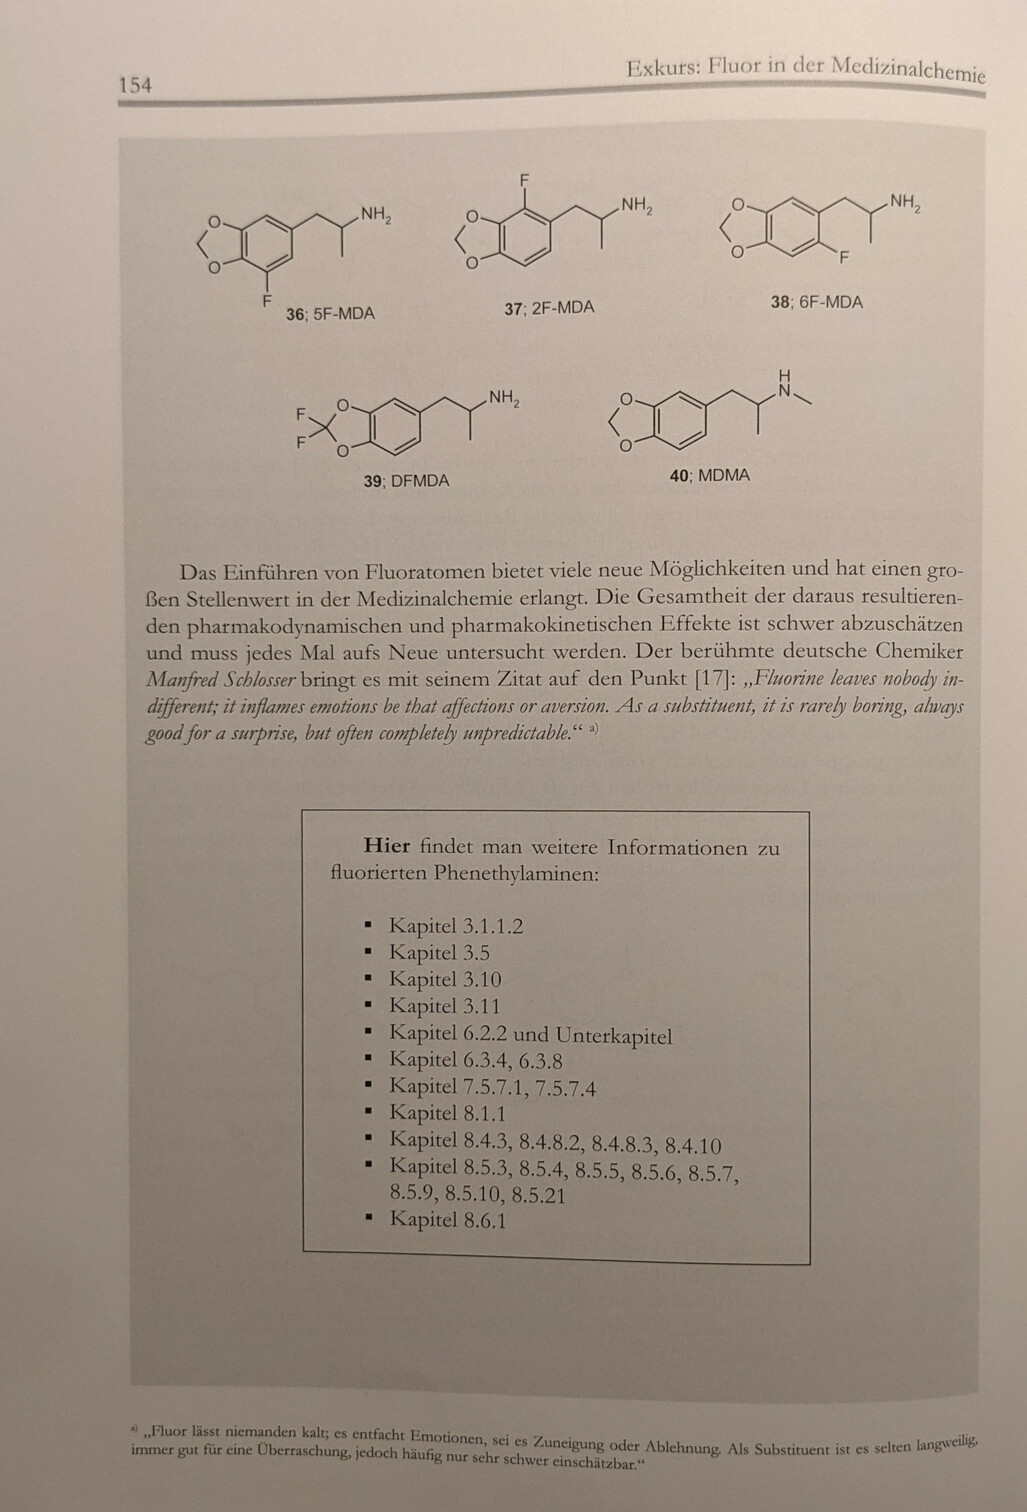 154
Exkurs: Fluor in der Medizinalchemie
O
O
F
NH2
36; 5F-MDA
F
O
O
NH2
37; 2F-MDA
O
O
NH2
F
38; 6F-MDA
F
F
O
O
NH2
39; DFMDA
O
O
H
N
40; MDMA
Das Einführen von Fluoratomen bietet viele neue Möglichkeiten und hat einen gro-
ßen Stellenwert in der Medizinalchemie erlangt. Die Gesamtheit der daraus resultieren-
den pharmakodynamischen und pharmakokinetischen Effekte ist schwer abzuschätzen
und muss jedes Mal aufs Neue untersucht werden. Der berühmte deutsche Chemiker
Manfred Schlosser bringt es mit seinem Zitat auf den Punkt [17]: „Fluorine leaves nobody in-
different; it inflames emotions be that affections or aversion. As a substituent, it is rarely boring, always
good for a surprise, but often completely unpredictable.“ a)
Hier findet man weitere Informationen zu
fluorierten Phenethylaminen:
▪ Kapitel 3.1.1.2
▪ Kapitel 3.5
▪ Kapitel 3.10
▪ Kapitel 3.11
▪ Kapitel 6.2.2 und Unterkapitel
▪ Kapitel 6.3.4, 6.3.8
▪ Kapitel 7.5.7.1, 7.5.7.4
▪ Kapitel 8.1.1
▪ Kapitel 8.4.3, 8.4.8.2, 8.4.8.3, 8.4.10
▪ Kapitel 8.5.3, 8.5.4, 8.5.5, 8.5.6, 8.5.7,
8.5.9, 8.5.10, 8.5.21
▪ Kapitel 8.6.1
a) „Fluor lässt niemanden kalt; es entfacht Emotionen, sei es Zuneigung oder Ablehnung. Als Substituent ist es selten langweilig,
immer gut für eine Überraschung, jedoch häufig nur sehr schwer einschätzbar.“